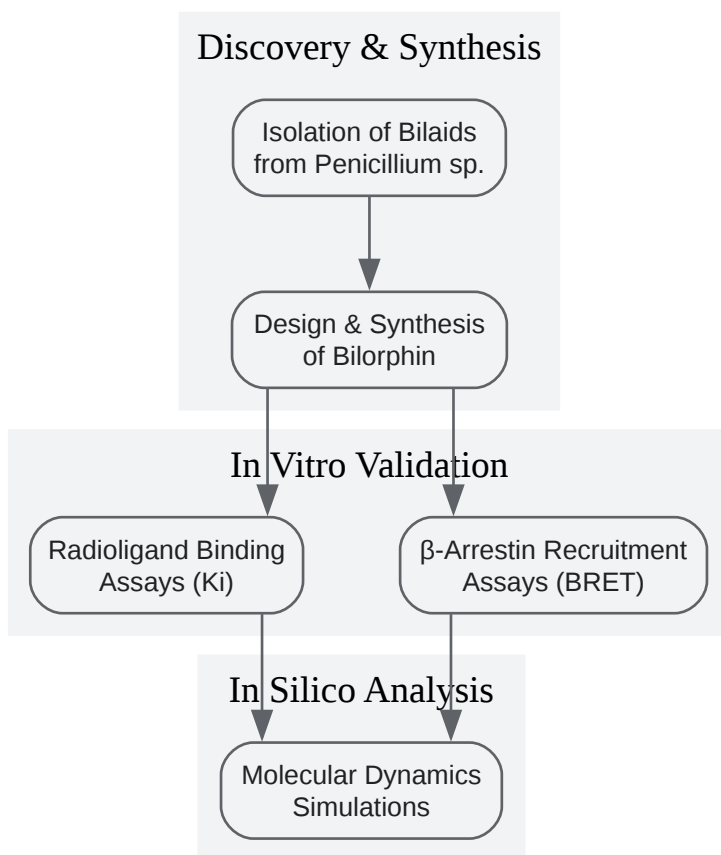 Discovery & Synthesis
Isolation of Bilaids
from Penicillium sp.
Design & Synthesis
of Bilorphin
In Vitro Validation
Radioligand Binding
Assays (Ki)
β-Arrestin Recruitment
Assays (BRET)
In Silico Analysis
Molecular Dynamics
Simulations